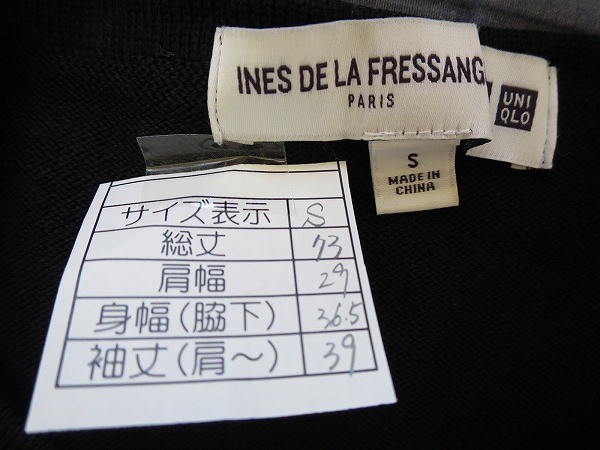 INES DE LA FRESSANG
PARIS
UNI
QLO
S
MADE IN
CHINA
サイズ表示 S
総丈 73
肩幅 29
身幅(脇下) 36.5
袖丈(肩〜) 39